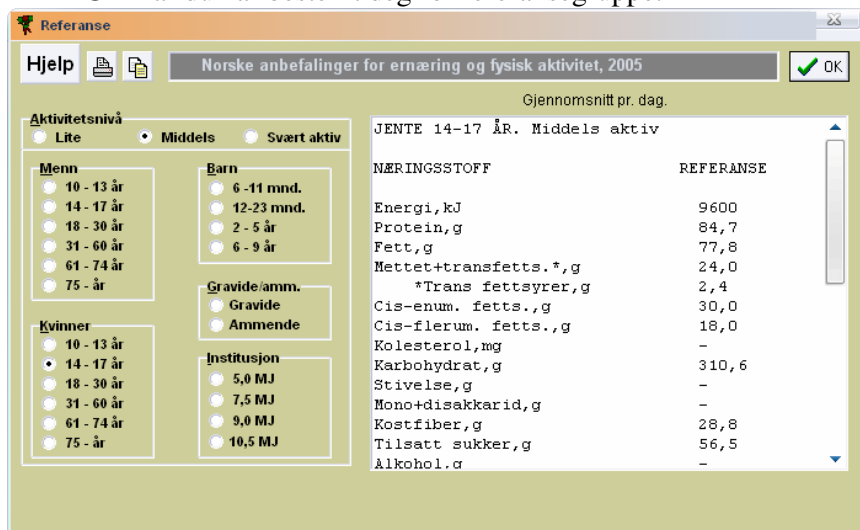 Referanse
Hjelp
Norske anbefalinger for ernæring og fysisk aktivitet, 2005
OK
Gjennomsnitt pr. dag.
Aktivitetsnivå
Lite Middels Svært aktiv
Menn
10 - 13 år
14 - 17 år
18 - 30 år
31 - 60 år
61 - 74 år
75 - år
Kvinner
10 - 13 år
14 - 17 år
18 - 30 år
31 - 60 år
61 - 74 år
75 - år
Barn
6 -11 mnd.
12-23 mnd.
2 - 5 år
6 - 9 år
Gravide/amm.
Gravide
Ammende
Institusjon
5,0 MJ
7,5 MJ
9,0 MJ
10,5 MJ
JENTE 14-17 ÅR. Middels aktiv
NÆRINGSSTOFF REFERANSE
Energi,kJ 9600
Protein,g 84,7
Fett,g 77,8
Mettet+transfetts.*,g 24,0
*Trans fettsyrer,g 2,4
Cis-enum. fetts.,g 30,0
Cis-flerum. fetts.,g 18,0
Kolesterol,mg -
Karbohydrat,g 310,6
Stivelse,g -
Mono+disakkarid,g -
Kostfiber,g 28,8
Tilsatt sukker,g 56,5
Alkohol,g -